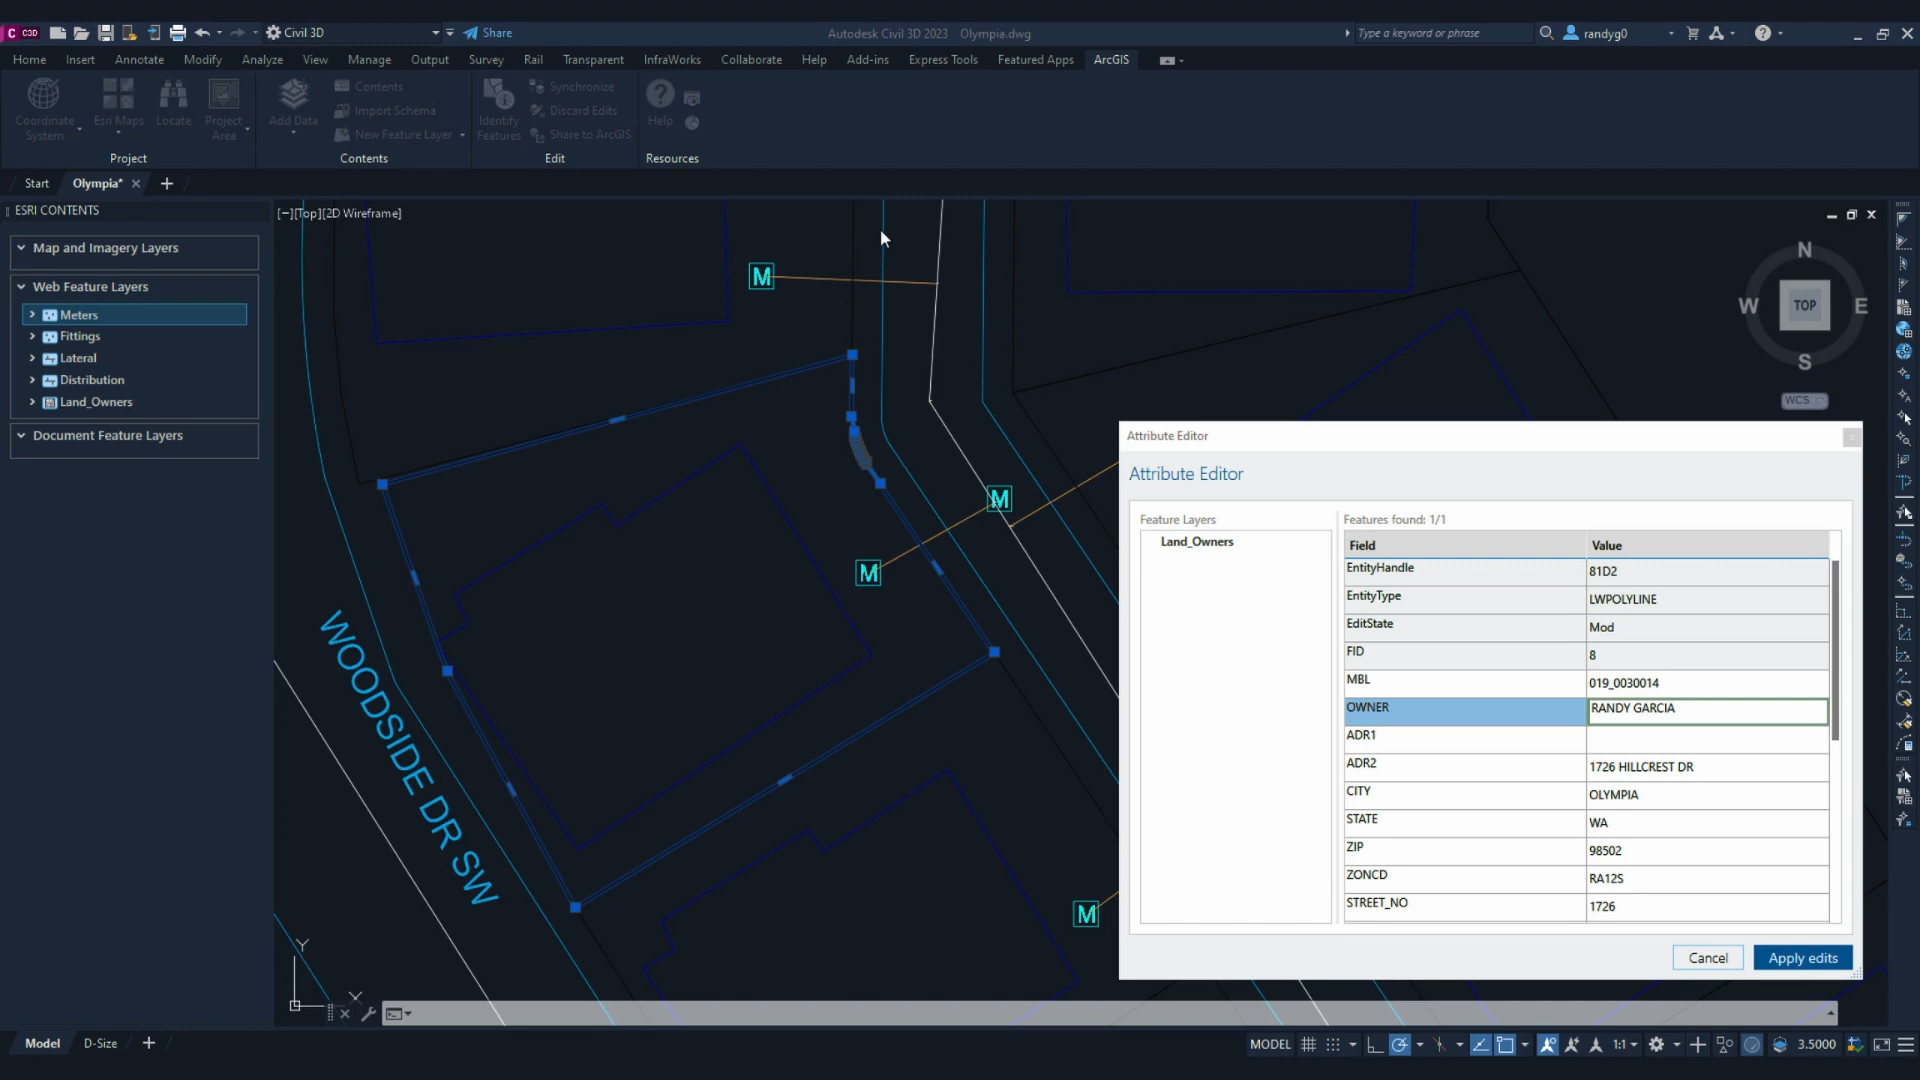 C C3D Civil 3D Share Autodesk Civil 3D 2023 Olympia.dwg Type a keyword or phrase randyg0
Home Insert Annotate Modify Analyze View Manage Output Survey Rail Transparent InfraWorks Collaborate Help Add-ins Express Tools Featured Apps ArcGIS
Coordinate System
Esri Maps
Locate
Project Area
Add Data
Contents
Import Schema
New Feature Layer
Identify Features
Synchronize
Discard Edits
Share to ArcGIS
Help
Project
Contents
Edit
Resources
Start
Olympia*
ESRI CONTENTS
Map and Imagery Layers
Web Feature Layers
Meters
Fittings
Lateral
Distribution
Land_Owners
Document Feature Layers
[−][Top][2D Wireframe]
N
W
TOP
E
S
WCS
M
M
M
M
WOODSIDE DR SW
Y
X
Attribute Editor
Attribute Editor
Feature Layers
Land_Owners
Features found: 1/1
Field Value
EntityHandle 81D2
EntityType LWPOLYLINE
EditState Mod
FID 8
MBL 019_0030014
OWNER RANDY GARCIA
ADR1
ADR2 1726 HILLCREST DR
CITY OLYMPIA
STATE WA
ZIP 98502
ZONCD RA12S
STREET_NO 1726
Cancel
Apply edits
Model
D-Size
MODEL
1:1
3.5000